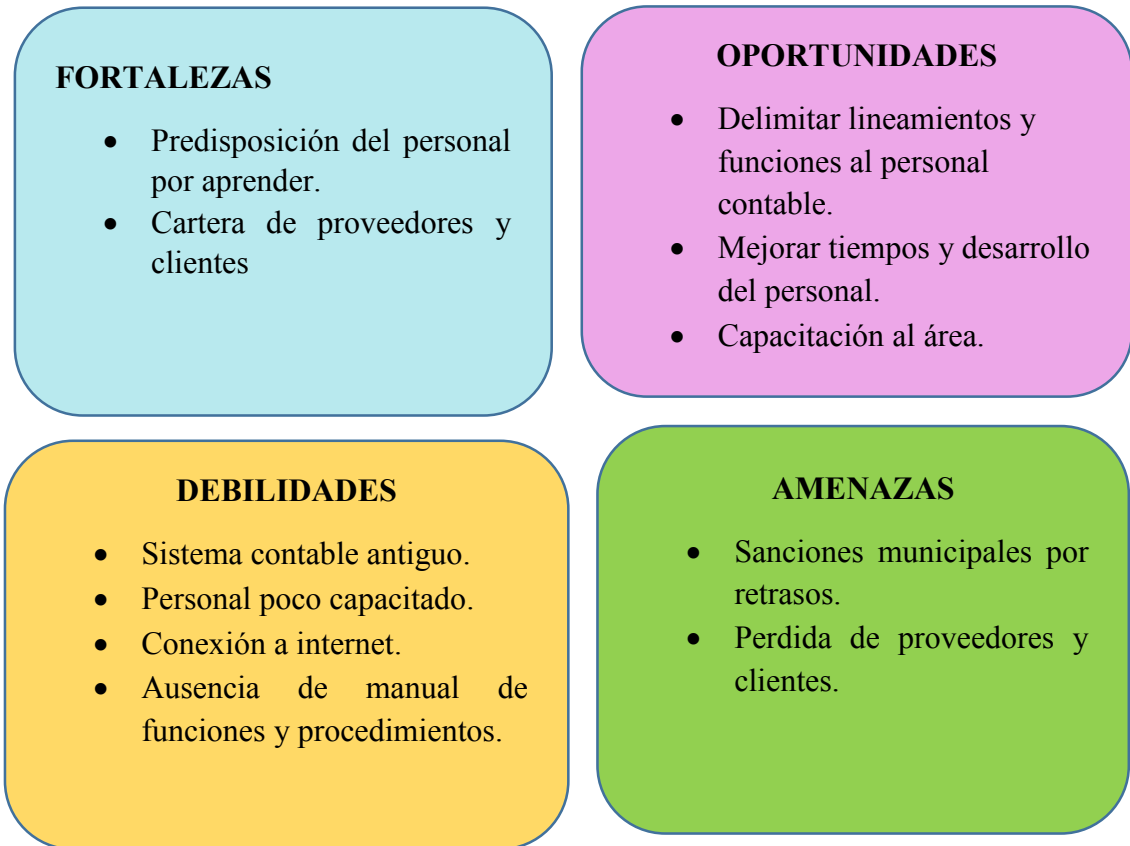 FORTALEZAS
• Predisposición del personal
por aprender.
• Cartera de proveedores y
clientes
OPORTUNIDADES
• Delimitar lineamientos y
funciones al personal
contable.
• Mejorar tiempos y desarrollo
del personal.
• Capacitación al área.
DEBILIDADES
• Sistema contable antiguo.
• Personal poco capacitado.
• Conexión a internet.
• Ausencia de manual de
funciones y procedimientos.
AMENAZAS
• Sanciones municipales por
retrasos.
• Perdida de proveedores y
clientes.